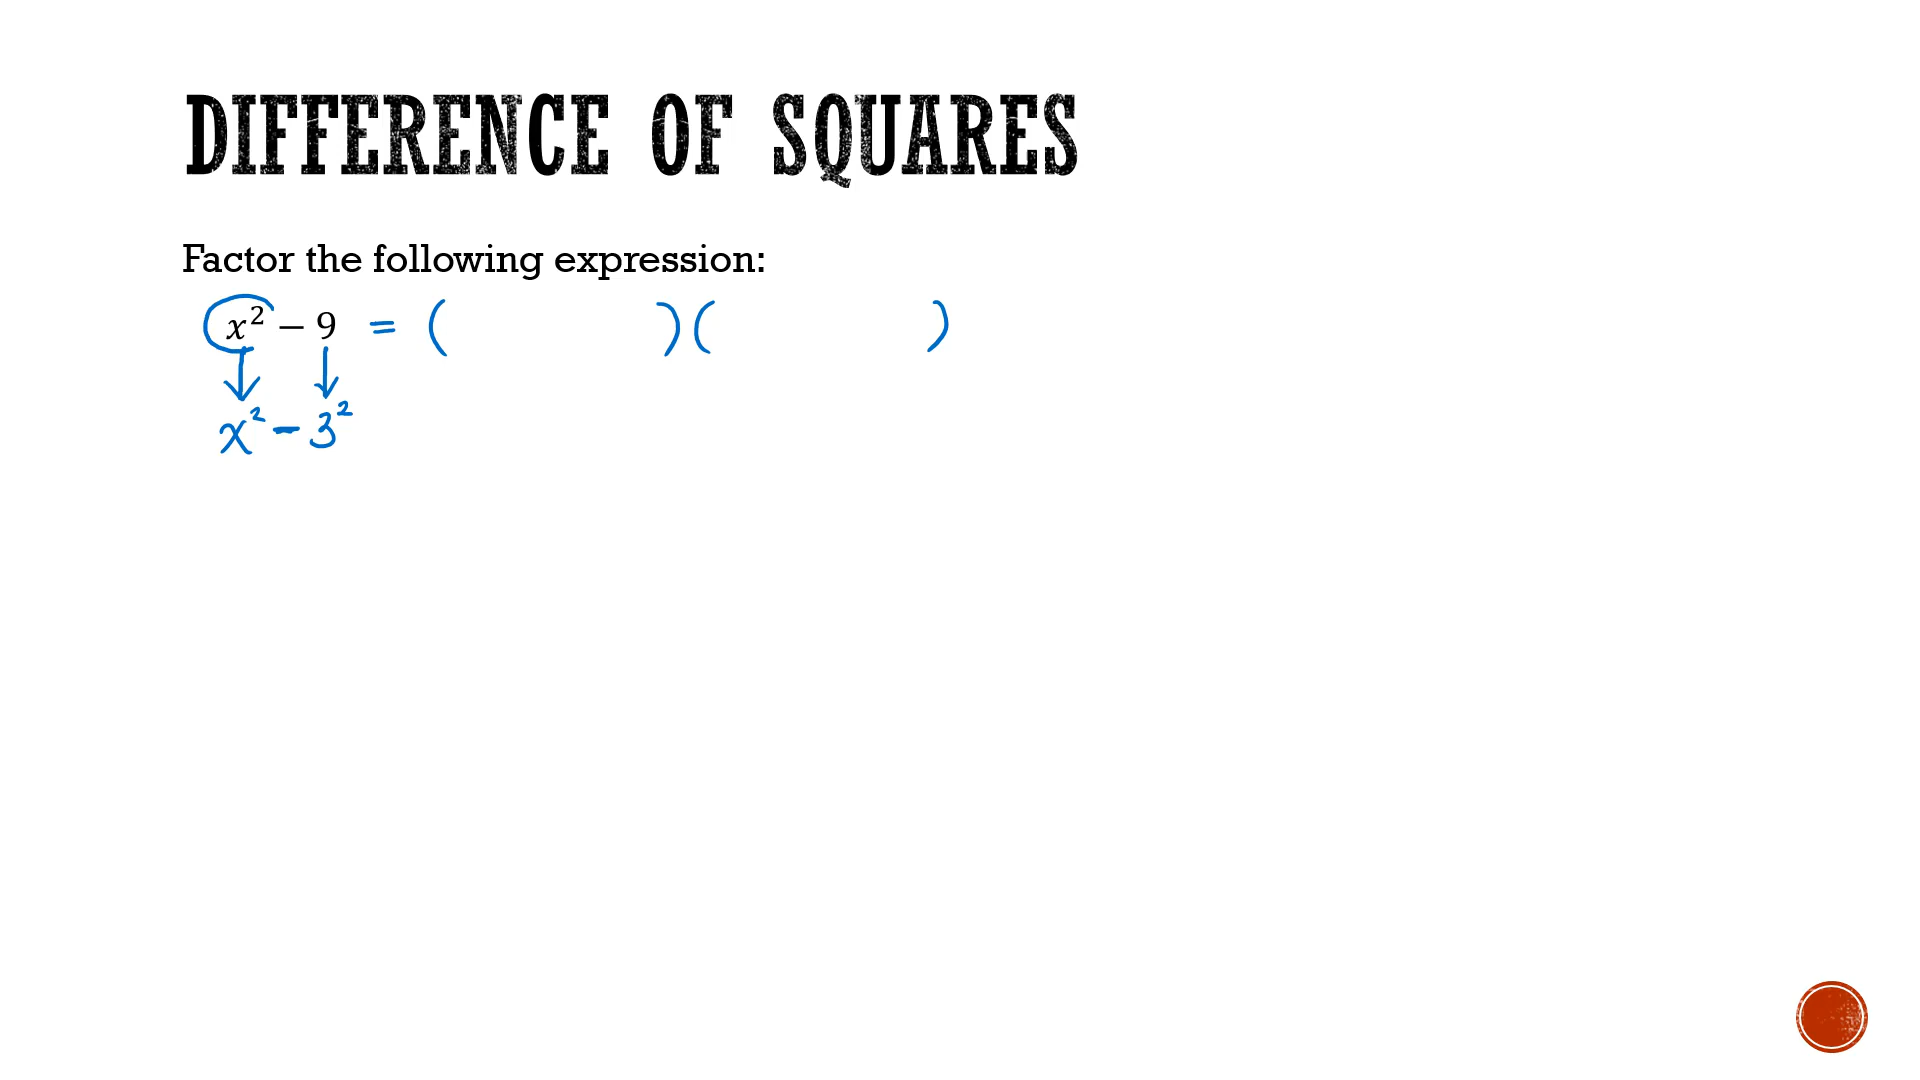 DIFFERENCE OF SQUARES
Factor the following expression:
x² − 9 = (            )(            )
x² − 3²